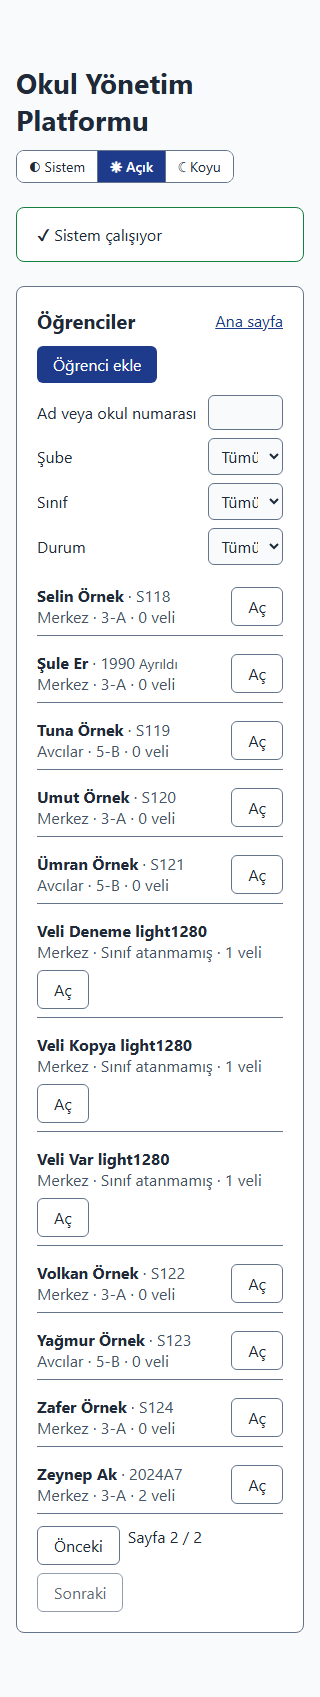 Okul Yönetim
Platformu
Sistem Açık Koyu
✓ Sistem çalışıyor
Öğrenciler Ana sayfa
Öğrenci ekle
Ad veya okul numarası
Şube Tümü
Sınıf Tümü
Durum Tümü
Selin Örnek · S118
Merkez · 3-A · 0 veli
Aç
Şule Er · 1990 Ayrıldı
Merkez · 3-A · 0 veli
Aç
Tuna Örnek · S119
Avcılar · 5-B · 0 veli
Aç
Umut Örnek · S120
Merkez · 3-A · 0 veli
Aç
Ümran Örnek · S121
Avcılar · 5-B · 0 veli
Aç
Veli Deneme light1280
Merkez · Sınıf atanmamış · 1 veli
Aç
Veli Kopya light1280
Merkez · Sınıf atanmamış · 1 veli
Aç
Veli Var light1280
Merkez · Sınıf atanmamış · 1 veli
Aç
Volkan Örnek · S122
Merkez · 3-A · 0 veli
Aç
Yağmur Örnek · S123
Avcılar · 5-B · 0 veli
Aç
Zafer Örnek · S124
Merkez · 3-A · 0 veli
Aç
Zeynep Ak · 2024A7
Merkez · 3-A · 2 veli
Aç
Önceki Sayfa 2 / 2
Sonraki